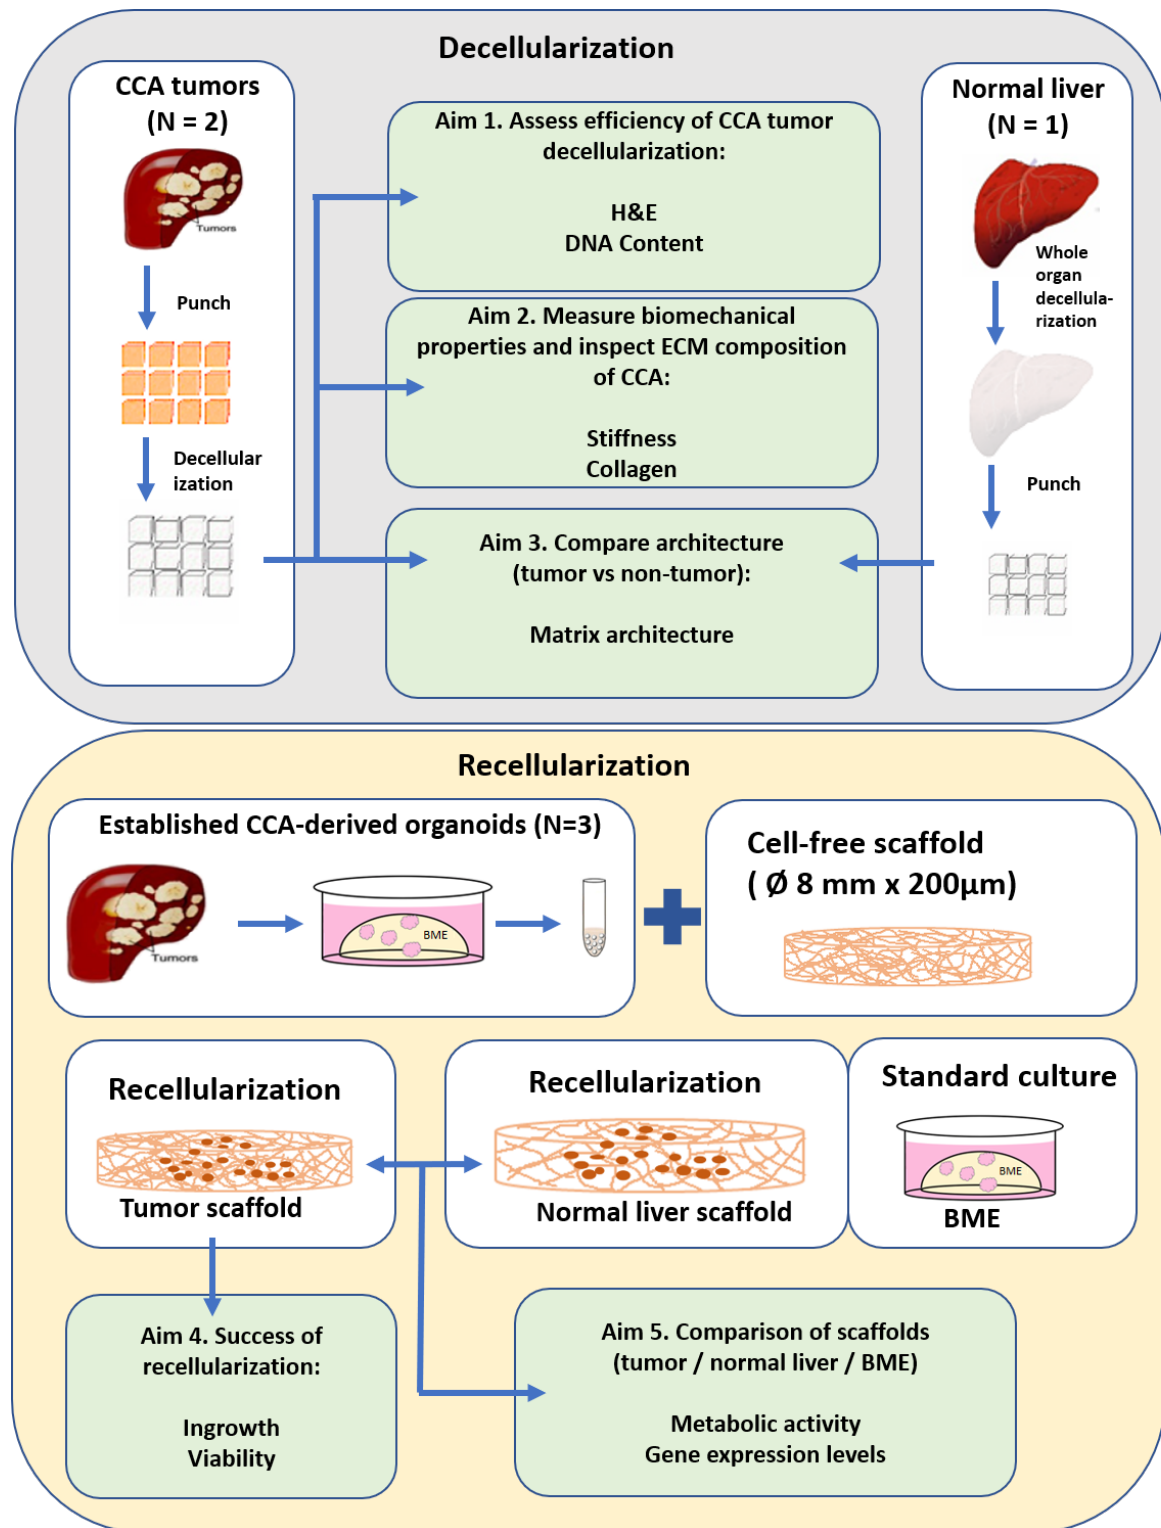 Decellularization
CCA tumors
(N = 2)
Tumors
Punch
Decellular
ization
Aim 1. Assess efficiency of CCA tumor
decellularization:
H&E
DNA Content
Aim 2. Measure biomechanical
properties and inspect ECM composition
of CCA:
Stiffness
Collagen
Aim 3. Compare architecture
(tumor vs non-tumor):
Matrix architecture
Normal liver
(N = 1)
Whole
organ
decellula-
rization
Punch
Recellularization
Established CCA-derived organoids (N=3)
Tumors
BME
Cell-free scaffold
( Ø 8 mm x 200µm)
Recellularization
Tumor scaffold
Recellularization
Normal liver scaffold
Standard culture
BME
BME
Aim 4. Success of
recellularization:
Ingrowth
Viability
Aim 5. Comparison of scaffolds
(tumor / normal liver / BME)
Metabolic activity
Gene expression levels